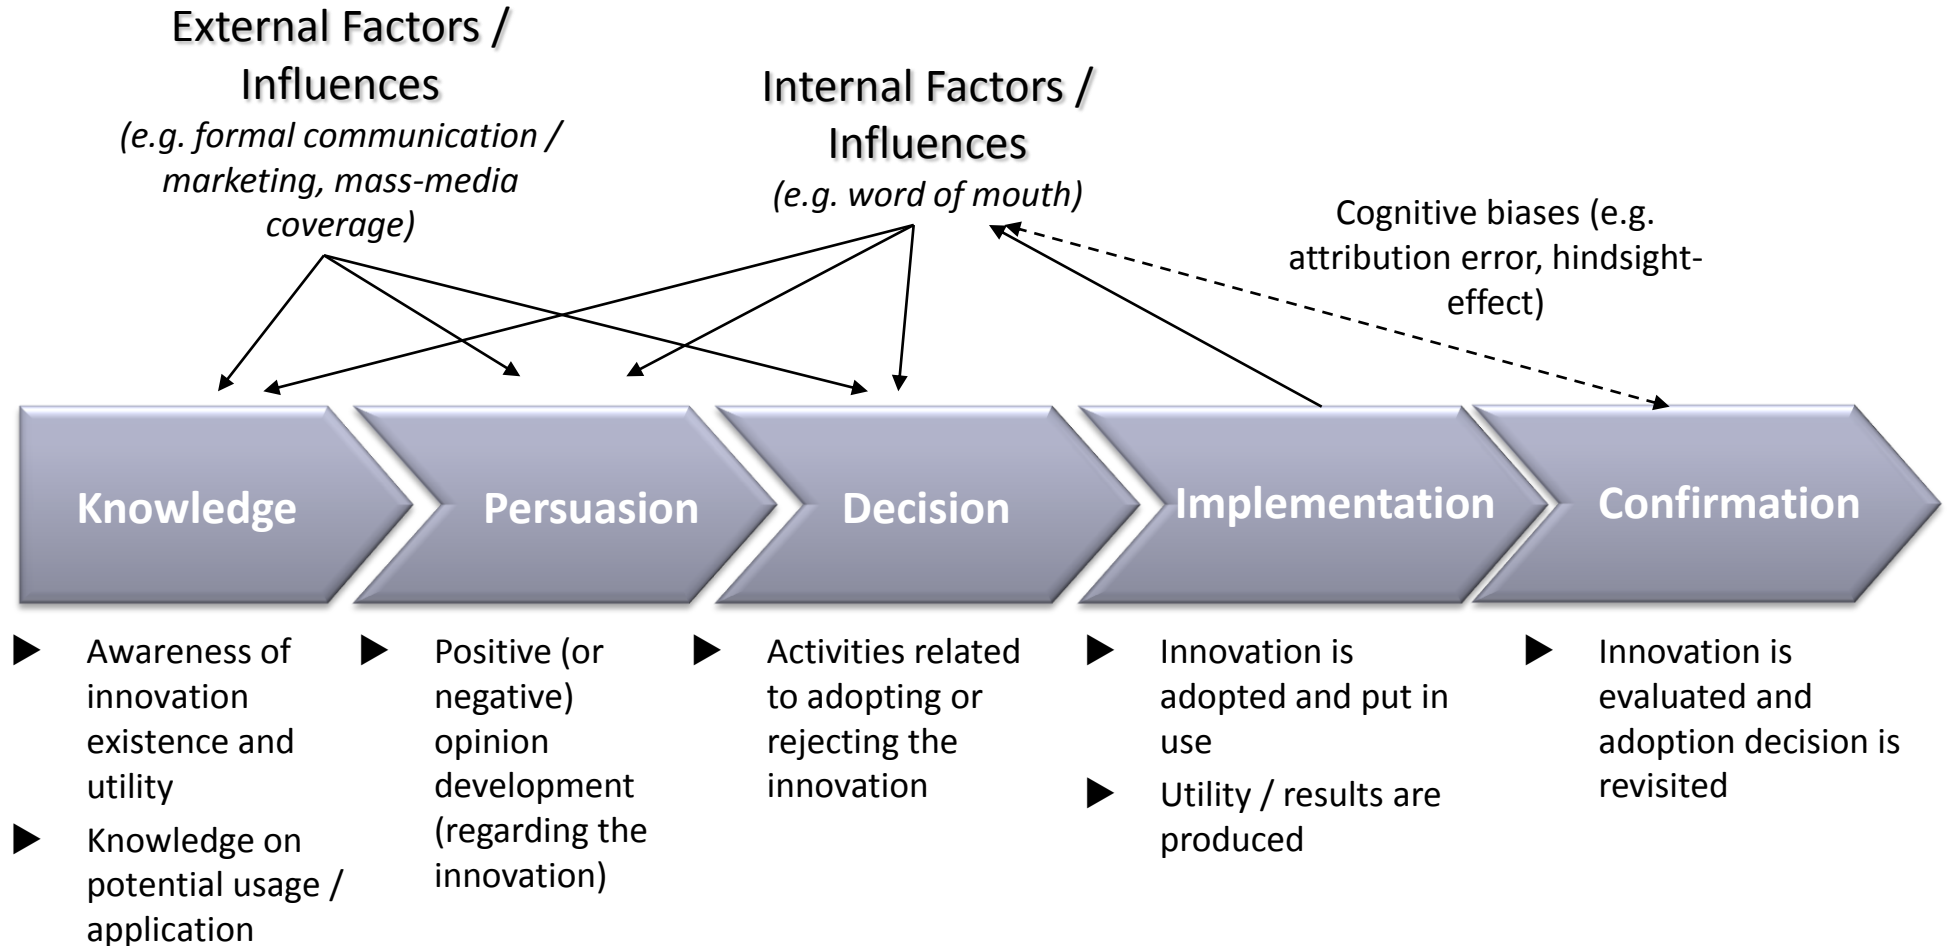 External Factors /
Influences
(e.g. formal communication /
marketing, mass-media
coverage)
Internal Factors /
Influences
(e.g. word of mouth)
Cognitive biases (e.g.
attribution error, hindsight-
effect)
Knowledge
Persuasion
Decision
Implementation
Confirmation
Awareness of
innovation
existence and
utility
Knowledge on
potential usage /
application
Positive (or
negative)
opinion
development
(regarding the
innovation)
Activities related
to adopting or
rejecting the
innovation
Innovation is
adopted and put in
use
Utility / results are
produced
Innovation is
evaluated and
adoption decision is
revisited